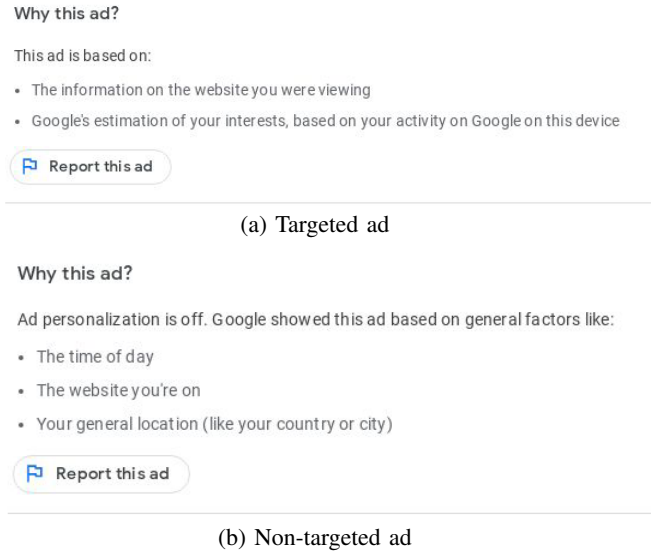 Why this ad?
This ad is based on:
• The information on the website you were viewing
• Google's estimation of your interests, based on your activity on Google on this device
Report this ad
(a) Targeted ad
Why this ad?
Ad personalization is off. Google showed this ad based on general factors like:
• The time of day
• The website you're on
• Your general location (like your country or city)
Report this ad
(b) Non-targeted ad